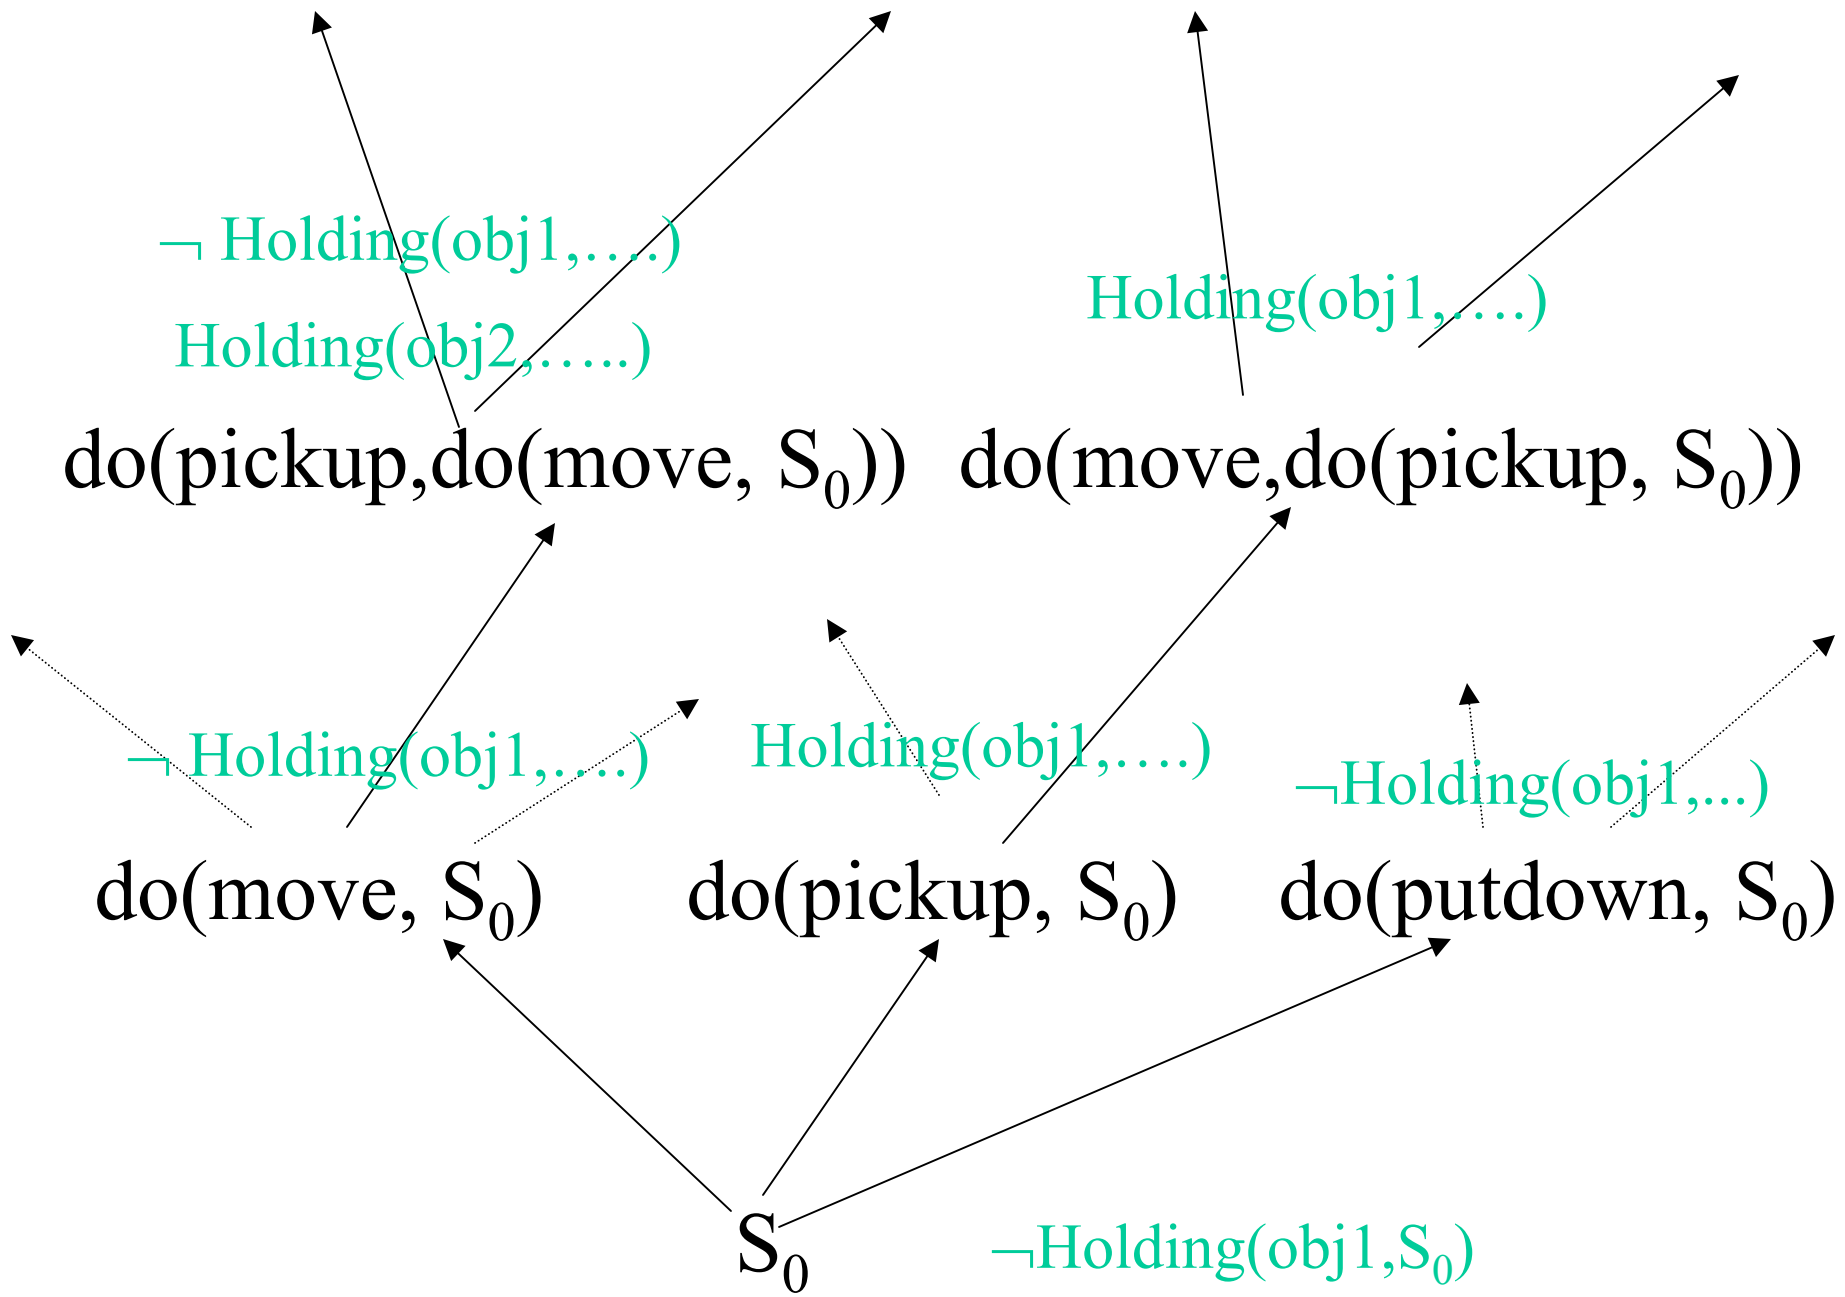 ¬ Holding(obj1,….)
Holding(obj1,….)
Holding(obj2,…..)
do(pickup,do(move, S₀)) do(move,do(pickup, S₀))
¬ Holding(obj1,….) Holding(obj1,….) ¬Holding(obj1,...)
do(move, S₀) do(pickup, S₀) do(putdown, S₀)
S₀ ¬Holding(obj1,S₀)